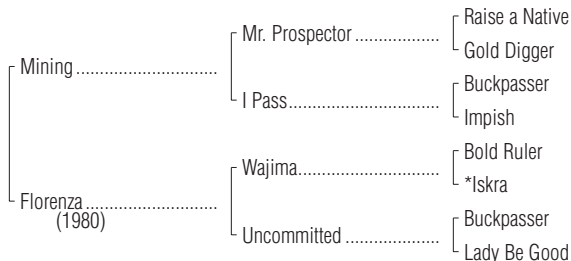 Raise a Native
Mr. Prospector ..................
Gold Digger
Mining ..............................
Buckpasser
I Pass................................
Impish
Bold Ruler
Wajima..............................
*Iskra
Florenza ............................
(1980)
Buckpasser
Uncommitted ....................
Lady Be Good